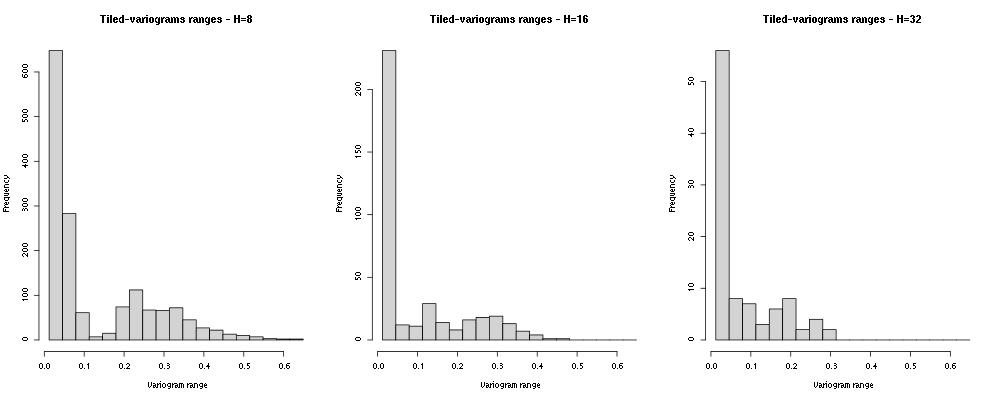 Tiled-variograms ranges - H=8
Frequency
600
500
400
300
200
100
0
0.0 0.1 0.2 0.3 0.4 0.5 0.6
Variogram range
Tiled-variograms ranges - H=16
Frequency
200
150
100
50
0
0.0 0.1 0.2 0.3 0.4 0.5 0.6
Variogram range
Tiled-variograms ranges - H=32
Frequency
50
40
30
20
10
0
0.0 0.1 0.2 0.3 0.4 0.5 0.6
Variogram range